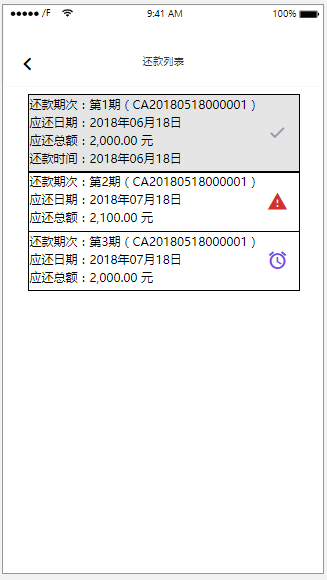 /F 9:41 AM 100%
还款列表
还款期次：第1期（CA20180518000001）
应还日期：2018年06月18日
应还总额：2,000.00 元
还款时间：2018年06月18日
还款期次：第2期（CA20180518000001）
应还日期：2018年07月18日
应还总额：2,100.00 元
还款期次：第3期（CA20180518000001）
应还日期：2018年07月18日
应还总额：2,000.00 元